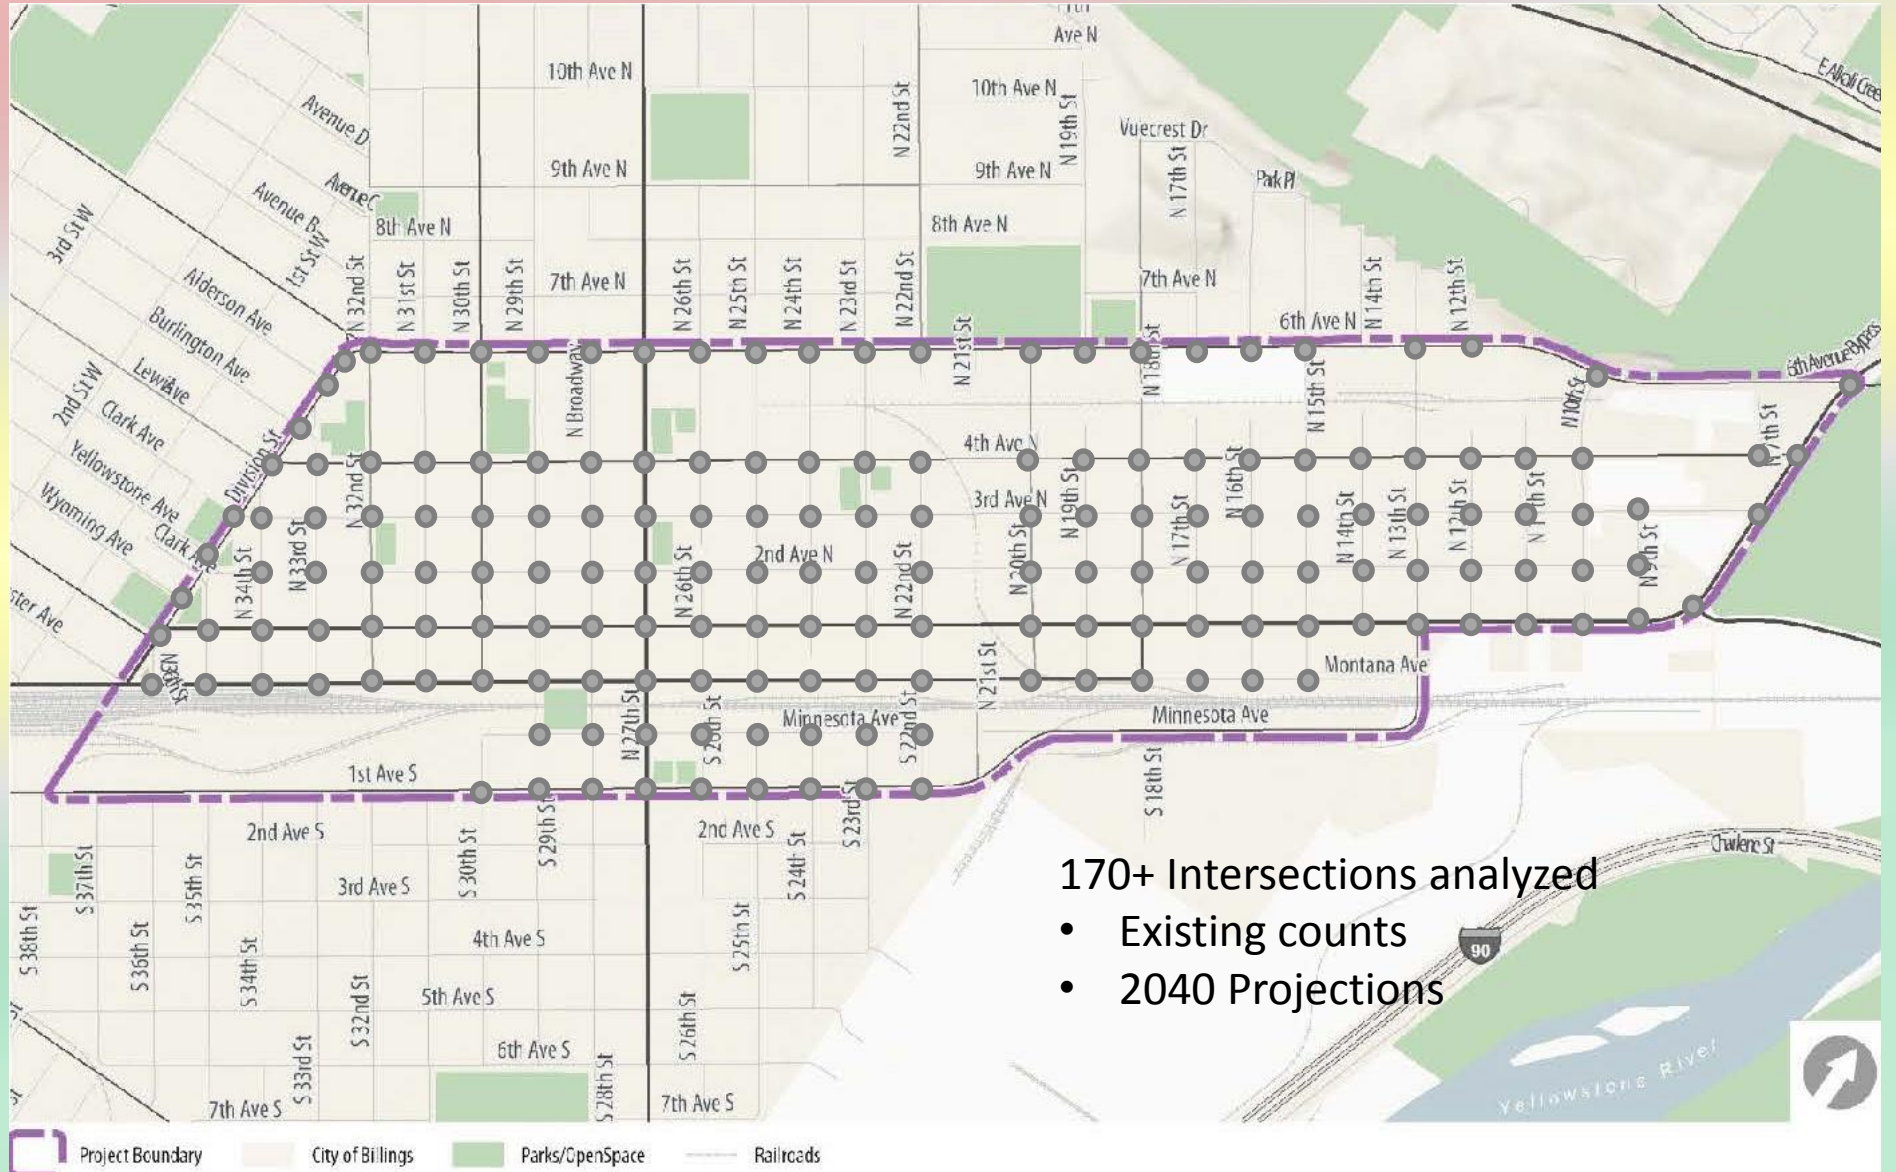 Ave N
10th Ave N
10th Ave N
E Alkali Cree
Avenue D
N 22nd St
N 19th St
Vuecrest Dr
9th Ave N
9th Ave N
N 17th St
Park Pl
Avenue C
Avenue B
3rd St W
1st St W
8th Ave N
8th Ave N
Alderson Ave
N 32nd St
N 31st St
N 30th St
N 29th St
7th Ave N
N 26th St
N 25th St
N 24th St
N 23rd St
N 22nd St
7th Ave N
N 14th St
N 12th St
Burlington Ave
6th Ave N
N 21st St
N 18th St
6th Avenue Bypass
Lewis Ave
2nd St W
N Broadway
N 15th St
N 10th St
Clark Ave
N 7th St
Division St
4th Ave N
Yellowstone Ave
N 32nd St
3rd Ave N
N 19th St
N 16th St
Wyoming Ave
Clark Ave
N 34th St
N 33rd St
2nd Ave N
N 26th St
N 22nd St
N 20th St
N 17th St
N 14th St
N 13th St
N 12th St
N 11th St
N 9th St
ster Ave
N 21st St
Montana Ave
N 27th St
S 26th St
Minnesota Ave
S 22nd St
Minnesota Ave
1st Ave S
S 18th St
2nd Ave S
S 29th St
2nd Ave S
S 23rd St
S 37th St
S 35th St
3rd Ave S
S 30th St
S 24th St
Charlene St
170+ Intersections analyzed
• Existing counts
• 2040 Projections
90
S 38th St
S 36th St
S 34th St
4th Ave S
S 25th St
5th Ave S
S 32nd St
S 26th St
S 33rd St
6th Ave S
S 28th St
7th Ave S
7th Ave S
Yellowstone River
Project Boundary
City of Billings
Parks/OpenSpace
Railroads